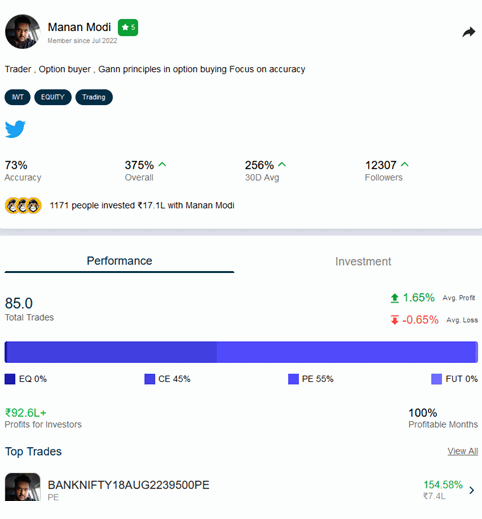 Manan Modi ★ 5
Member since Jul 2022
Trader , Option buyer , Gann principles in option buying Focus on accuracy
IWT EQUITY Trading
73% 375% 256% 12307
Accuracy Overall 30D Avg Followers
1171 people invested ₹17.1L with Manan Modi
Performance Investment
85.0 1.65% Avg. Profit
Total Trades -0.65% Avg. Loss
EQ 0% CE 45% PE 55% FUT 0%
₹92.6L+ 100%
Profits for Investors Profitable Months
Top Trades View All
BANKNIFTY18AUG2239500PE 154.58%
PE ₹7.4L